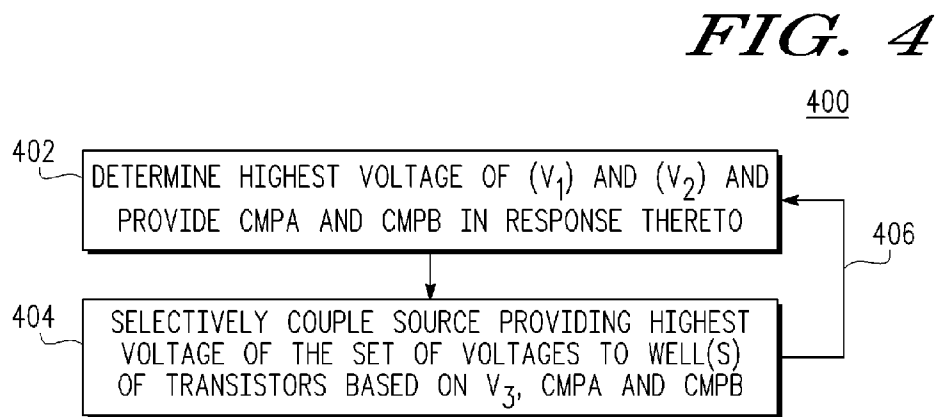 FIG. 4
400
402
DETERMINE HIGHEST VOLTAGE OF (V₁) AND (V₂) AND
PROVIDE CMPA AND CMPB IN RESPONSE THERETO
406
404
SELECTIVELY COUPLE SOURCE PROVIDING HIGHEST
VOLTAGE OF THE SET OF VOLTAGES TO WELL(S)
OF TRANSISTORS BASED ON V₃, CMPA AND CMPB